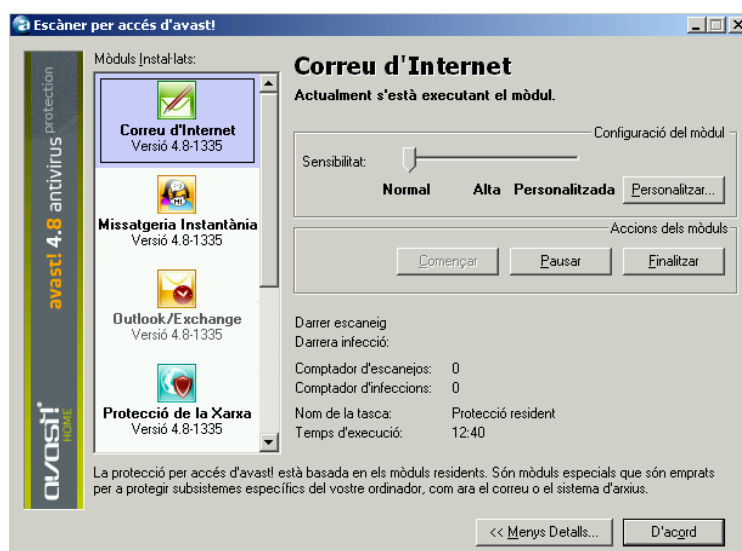 Escàner per accés d'avast!
avast! 4.8 antivirus protection
avast!
HOME
Mòduls Instal·lats:
Correu d'Internet
Versió 4.8-1335
Missatgeria Instantània
Versió 4.8-1335
Outlook/Exchange
Versió 4.8-1335
Protecció de la Xarxa
Versió 4.8-1335
Correu d'Internet
Actualment s'està executant el mòdul.
Configuració del mòdul
Sensibilitat:
Normal Alta Personalitzada Personalitzar...
Accions dels mòduls
Començar Pausar Finalitzar
Darrer escaneig
Darrera infecció:
Comptador d'escanejos: 0
Comptador d'infeccions: 0
Nom de la tasca: Protecció resident
Temps d'execució: 12:40
La protecció per accés d'avast! està basada en els mòduls residents. Són mòduls especials que són emprats
per a protegir subsistemes específics del vostre ordinador, com ara el correu o el sistema d'arxius.
<< Menys Detalls... D'acord